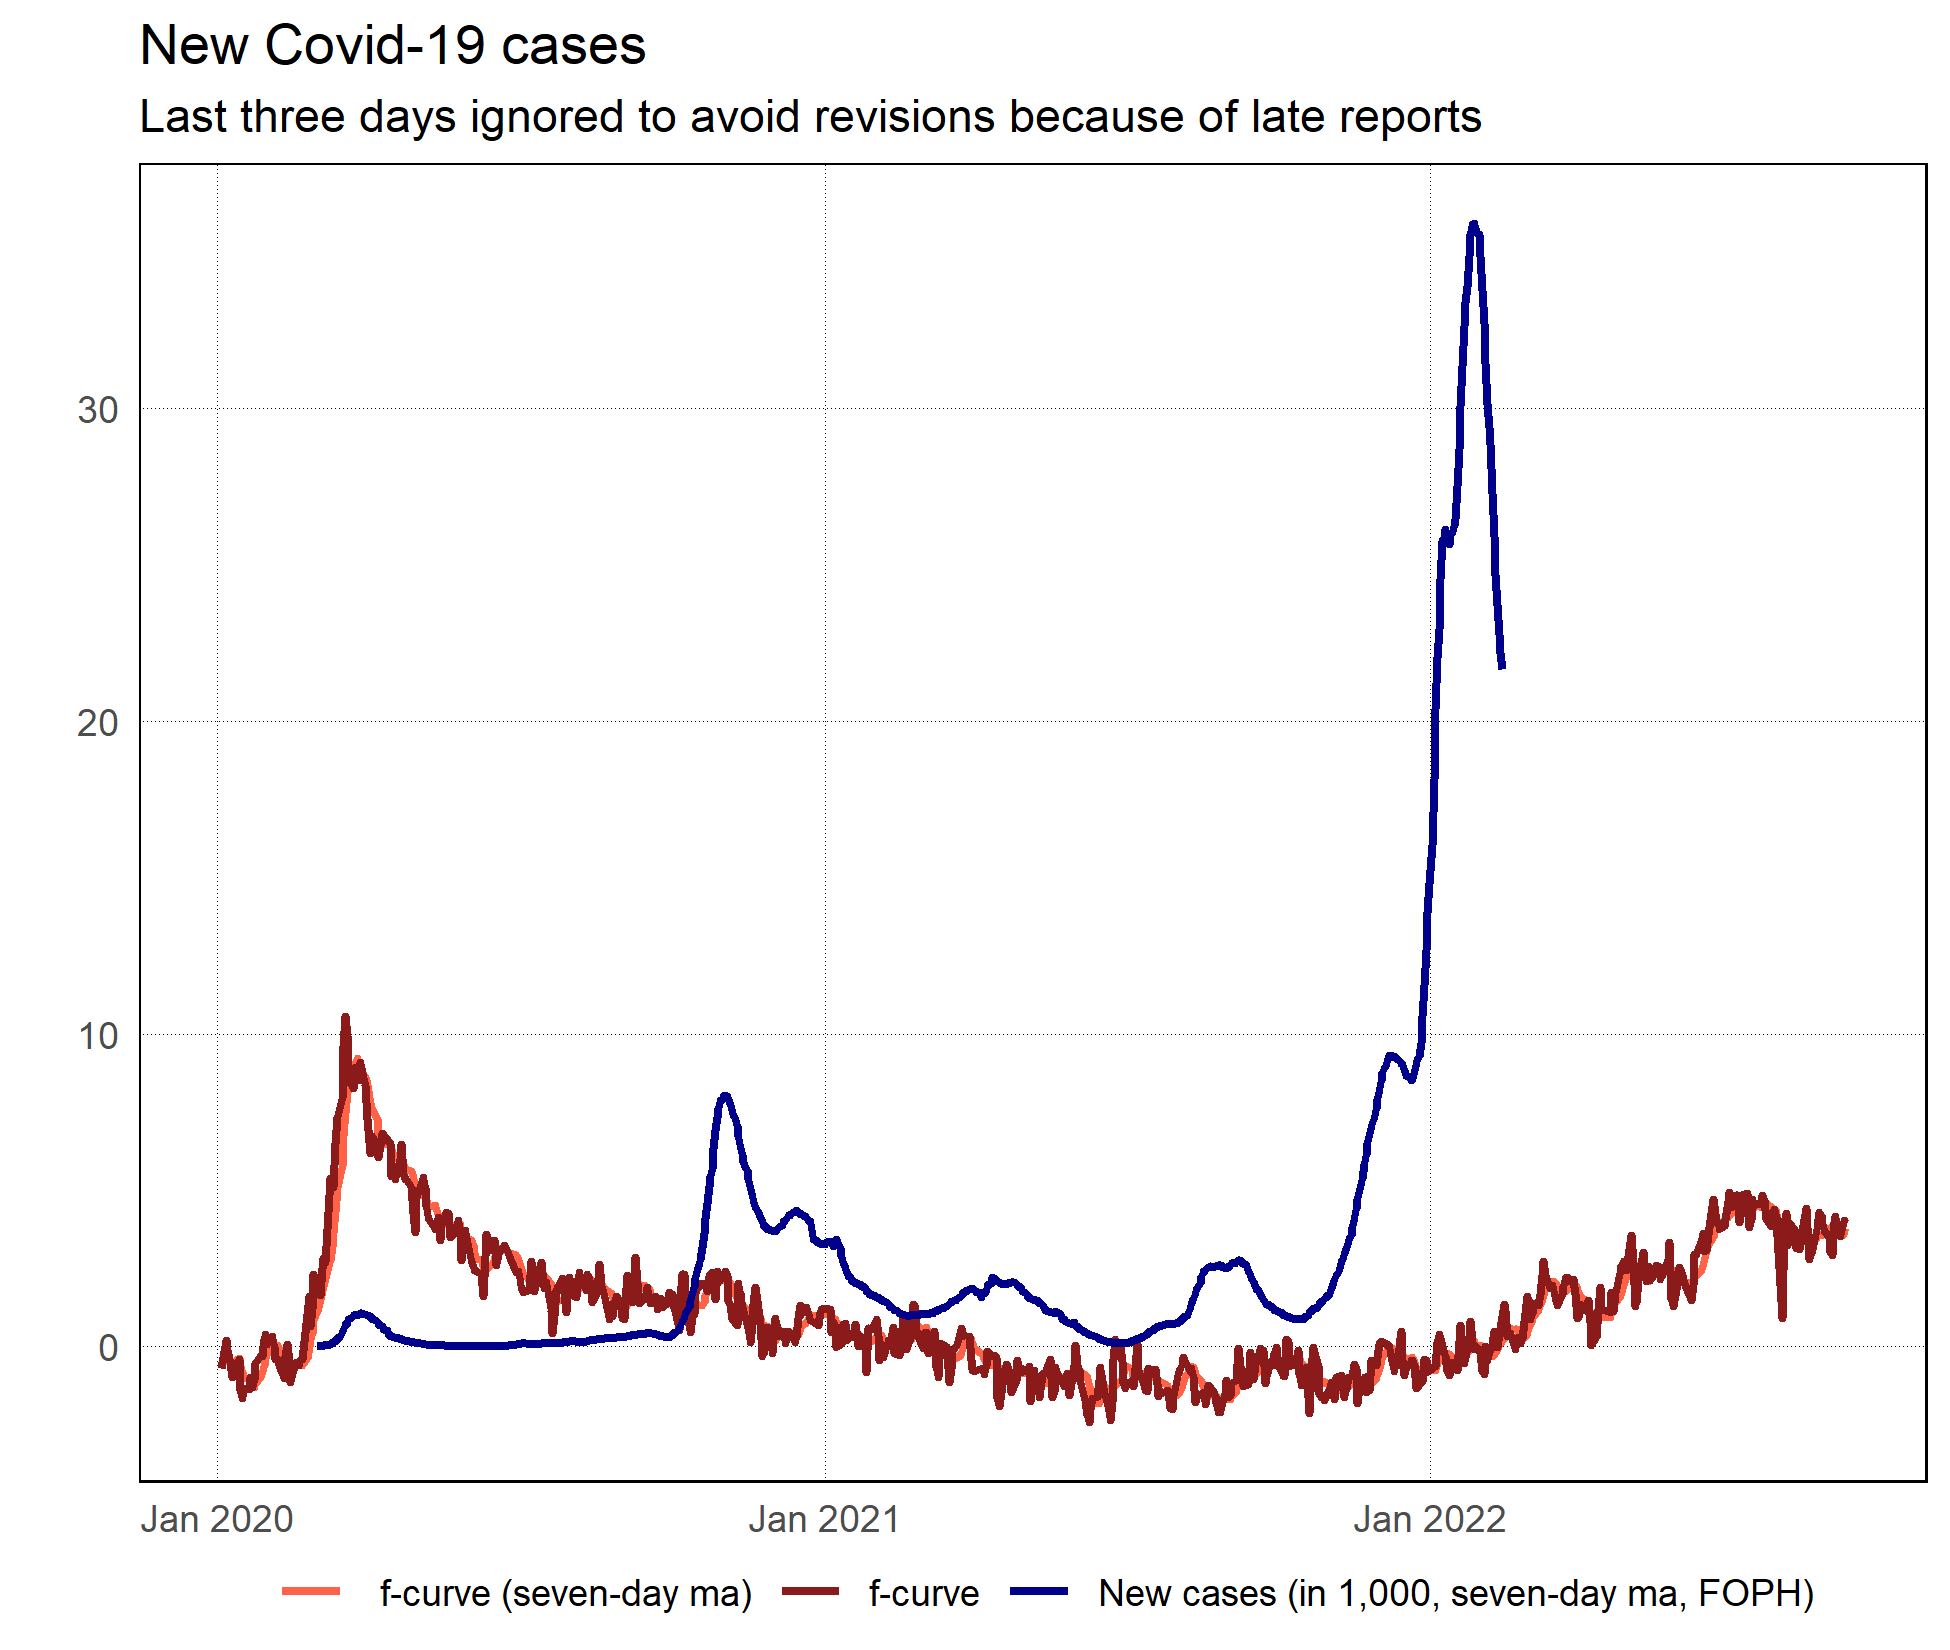 New Covid-19 cases
Last three days ignored to avoid revisions because of late reports
30
20
10
0
Jan 2020 Jan 2021 Jan 2022
f-curve (seven-day ma) f-curve New cases (in 1,000, seven-day ma, FOPH)